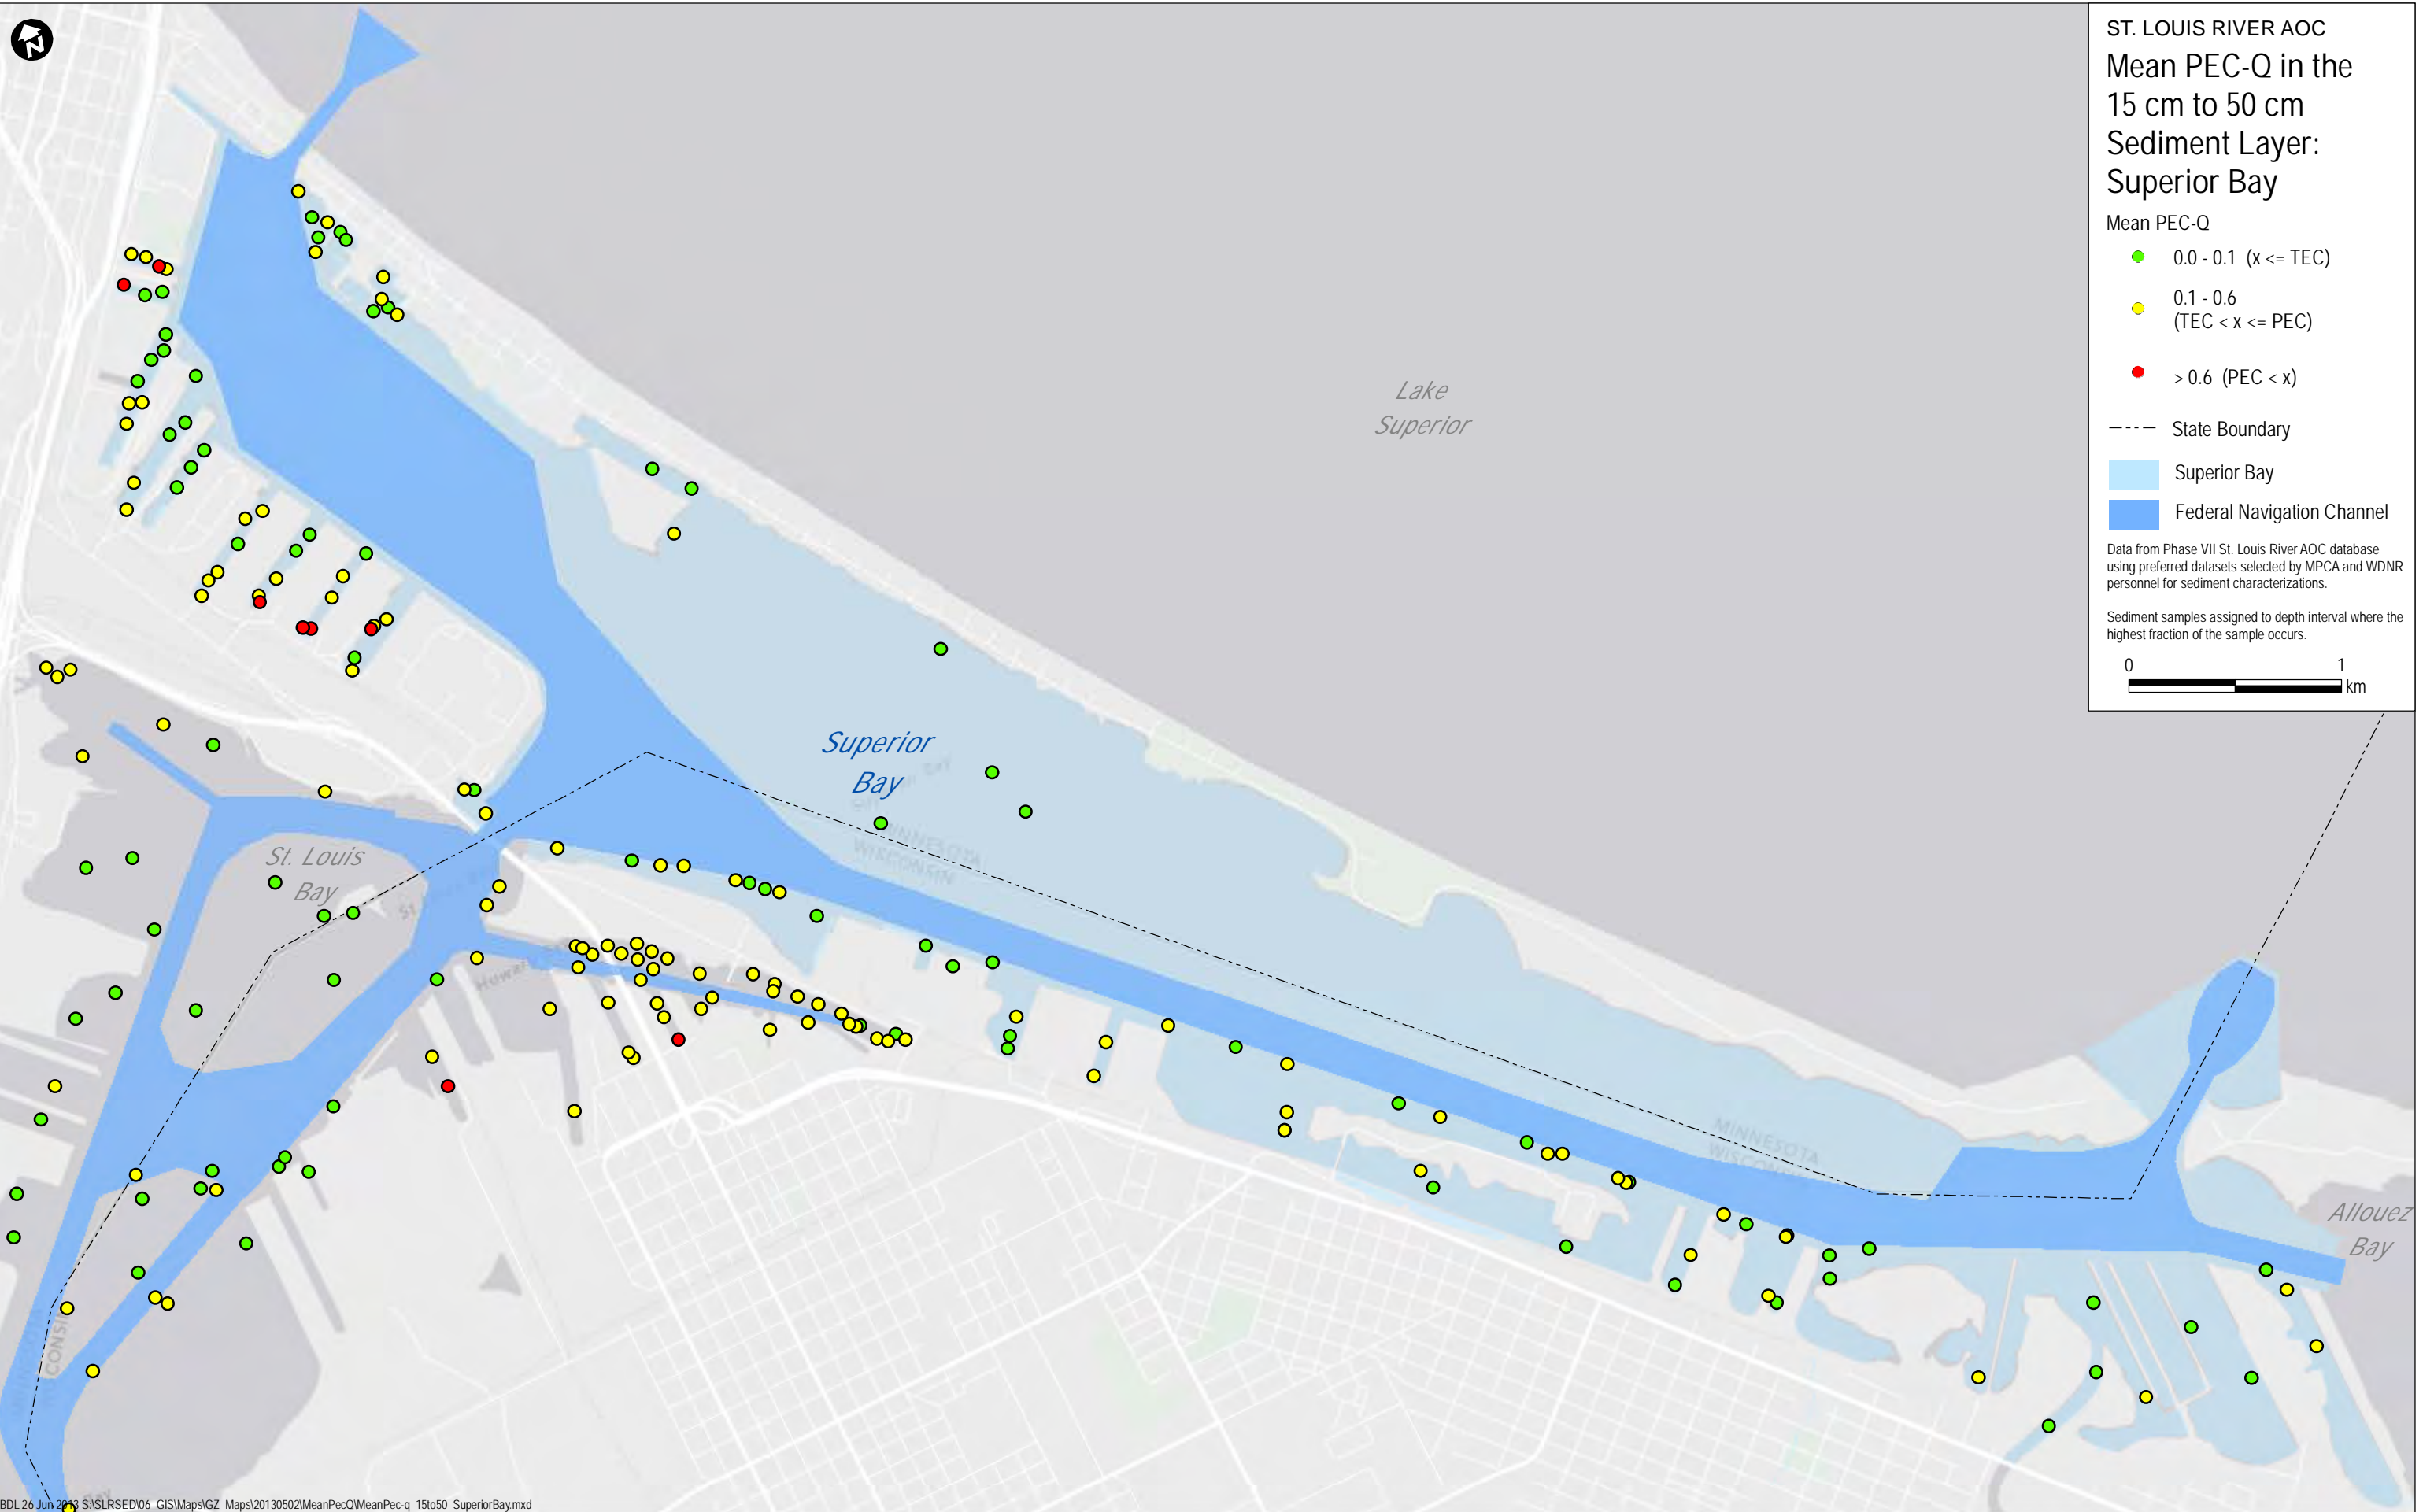 N
ST. LOUIS RIVER AOC
Mean PEC-Q in the
15 cm to 50 cm
Sediment Layer:
Superior Bay
Mean PEC-Q
0.0 - 0.1 (x <= TEC)
0.1 - 0.6
(TEC < x <= PEC)
> 0.6 (PEC < x)
State Boundary
Superior Bay
Federal Navigation Channel
Data from Phase VII St. Louis River AOC database
using preferred datasets selected by MPCA and WDNR
personnel for sediment characterizations.
Sediment samples assigned to depth interval where the
highest fraction of the sample occurs.
0 1
km
Lake
Superior
Superior
Bay
MINNESOTA
WISCONSIN
St. Louis
Bay
MINNESOTA
Allouez
Bay
Bay
BDL 26 Jun 2013 S:\SLRSED\06_GIS\Maps\GZ_Maps\20130502\MeanPecQ\MeanPec-q_15to50_SuperiorBay.mxd